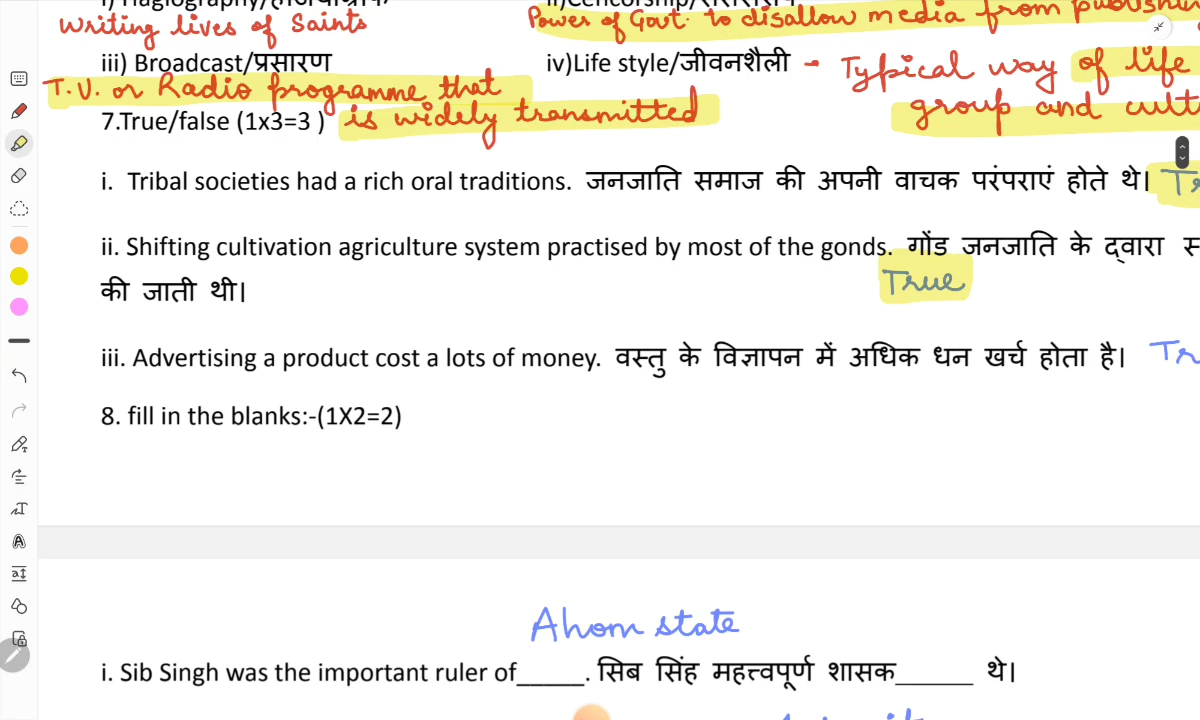 i) Hagiography/
ii)Censorship/
writing lives of Saints
Power of Govt. to disallow media from
iii) Broadcast/प्रसारण
iv)Life style/जीवनशैली - Typical way of life
T.V. or Radio programme that
group and
7.True/false (1x3=3 ) is widely transmitted
i. Tribal societies had a rich oral traditions. जनजाति समाज की अपनी वाचक परंपराएं होते थे।
ii. Shifting cultivation agriculture system practised by most of the gonds. गोंड जनजाति के द्वारा
की जाती थी। True
iii. Advertising a product cost a lots of money. वस्तु के विज्ञापन में अधिक धन खर्च होता है।
8. fill in the blanks:-(1X2=2)
Ahom state
i. Sib Singh was the important ruler of_____. सिब सिंह महत्त्वपूर्ण शासक______ थे।